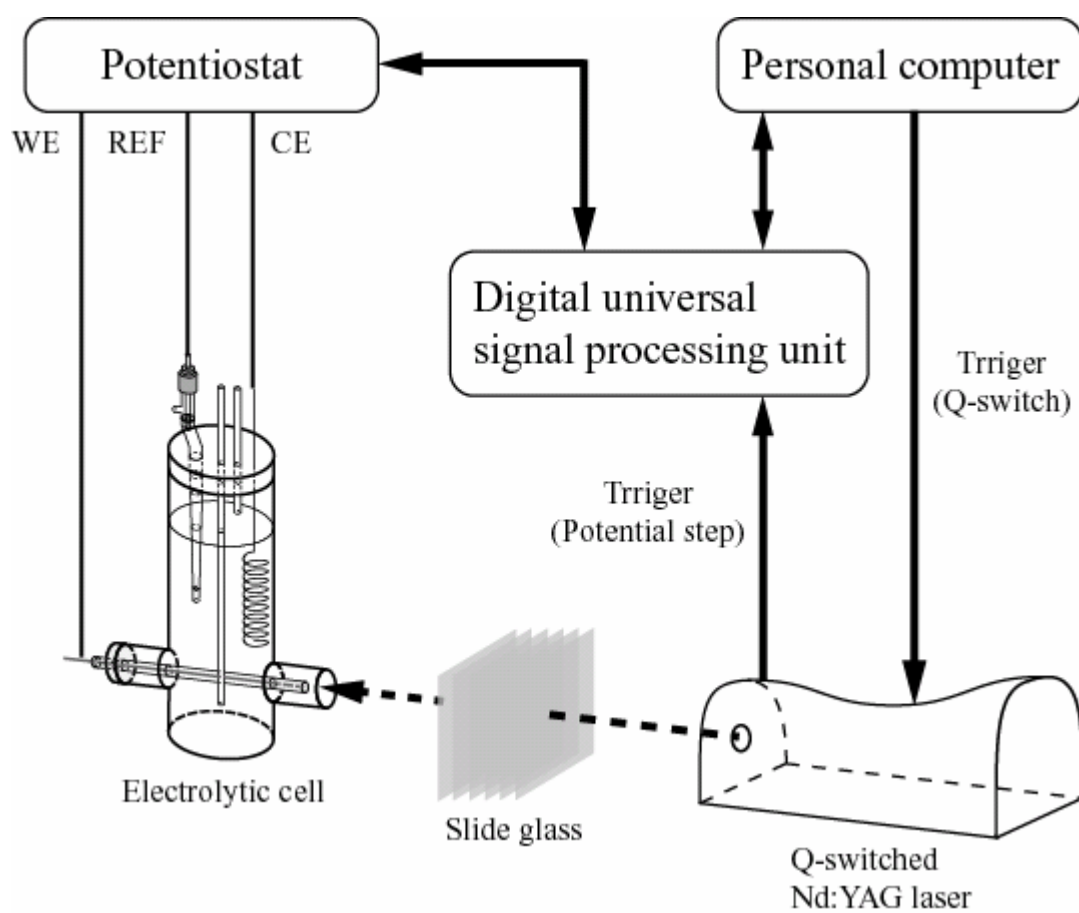 Potentiostat
Personal computer
WE
REF
CE
Digital universal
signal processing unit
Trriger
(Q-switch)
Trriger
(Potential step)
Electrolytic cell
Slide glass
Q-switched
Nd:YAG laser